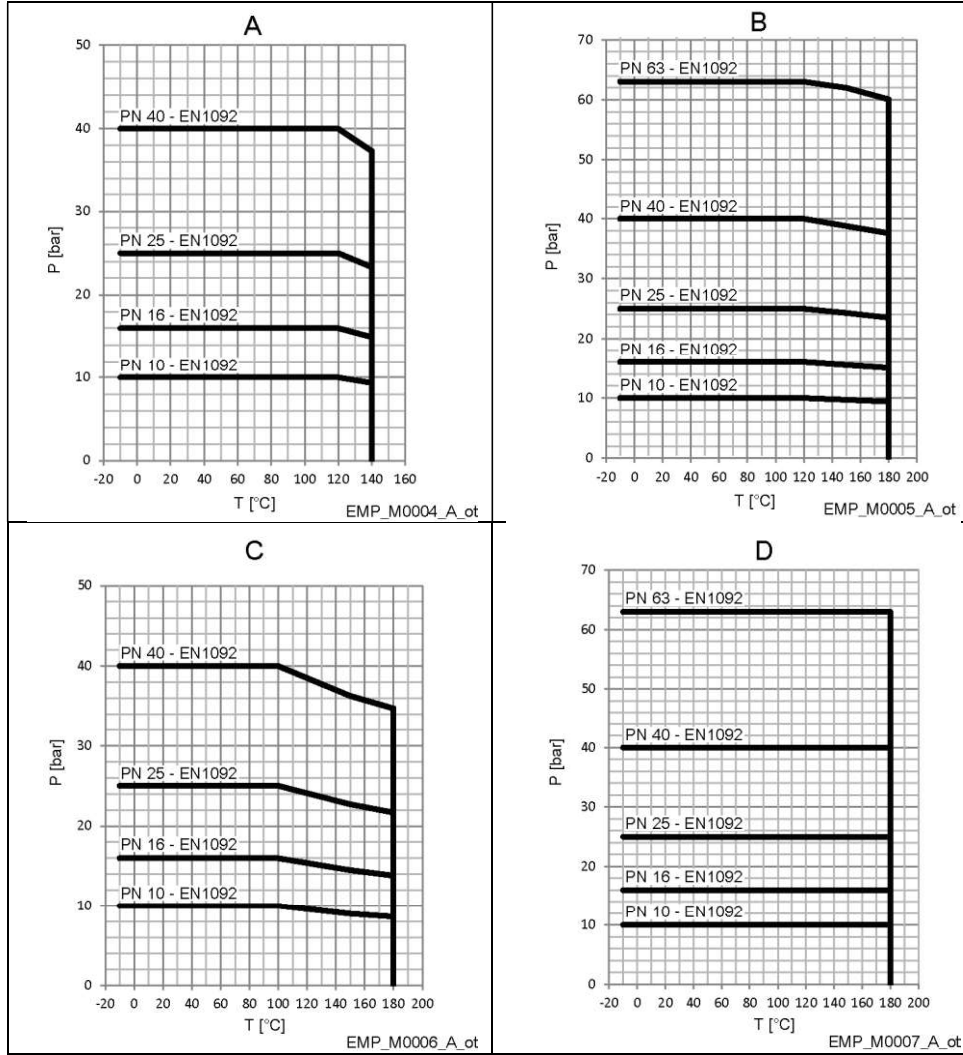 A
50
40
30
20
10
0
PN 40 - EN1092
PN 25 - EN1092
PN 16 - EN1092
PN 10 - EN1092
P [bar]
-20 0 20 40 60 80 100 120 140 160
T [°C]
EMP_M0004_A_ot
B
70
60
50
40
30
20
10
0
PN 63 - EN1092
PN 40 - EN1092
PN 25 - EN1092
PN 16 - EN1092
PN 10 - EN1092
P [bar]
-20 0 20 40 60 80 100 120 140 160 180 200
T [°C]
EMP_M0005_A_ot
C
50
40
30
20
10
0
PN 40 - EN1092
PN 25 - EN1092
PN 16 - EN1092
PN 10 - EN1092
P [bar]
-20 0 20 40 60 80 100 120 140 160 180 200
T [°C]
EMP_M0006_A_ot
D
70
60
50
40
30
20
10
0
PN 63 - EN1092
PN 40 - EN1092
PN 25 - EN1092
PN 16 - EN1092
PN 10 - EN1092
P [bar]
-20 0 20 40 60 80 100 120 140 160 180 200
T [°C]
EMP_M0007_A_ot